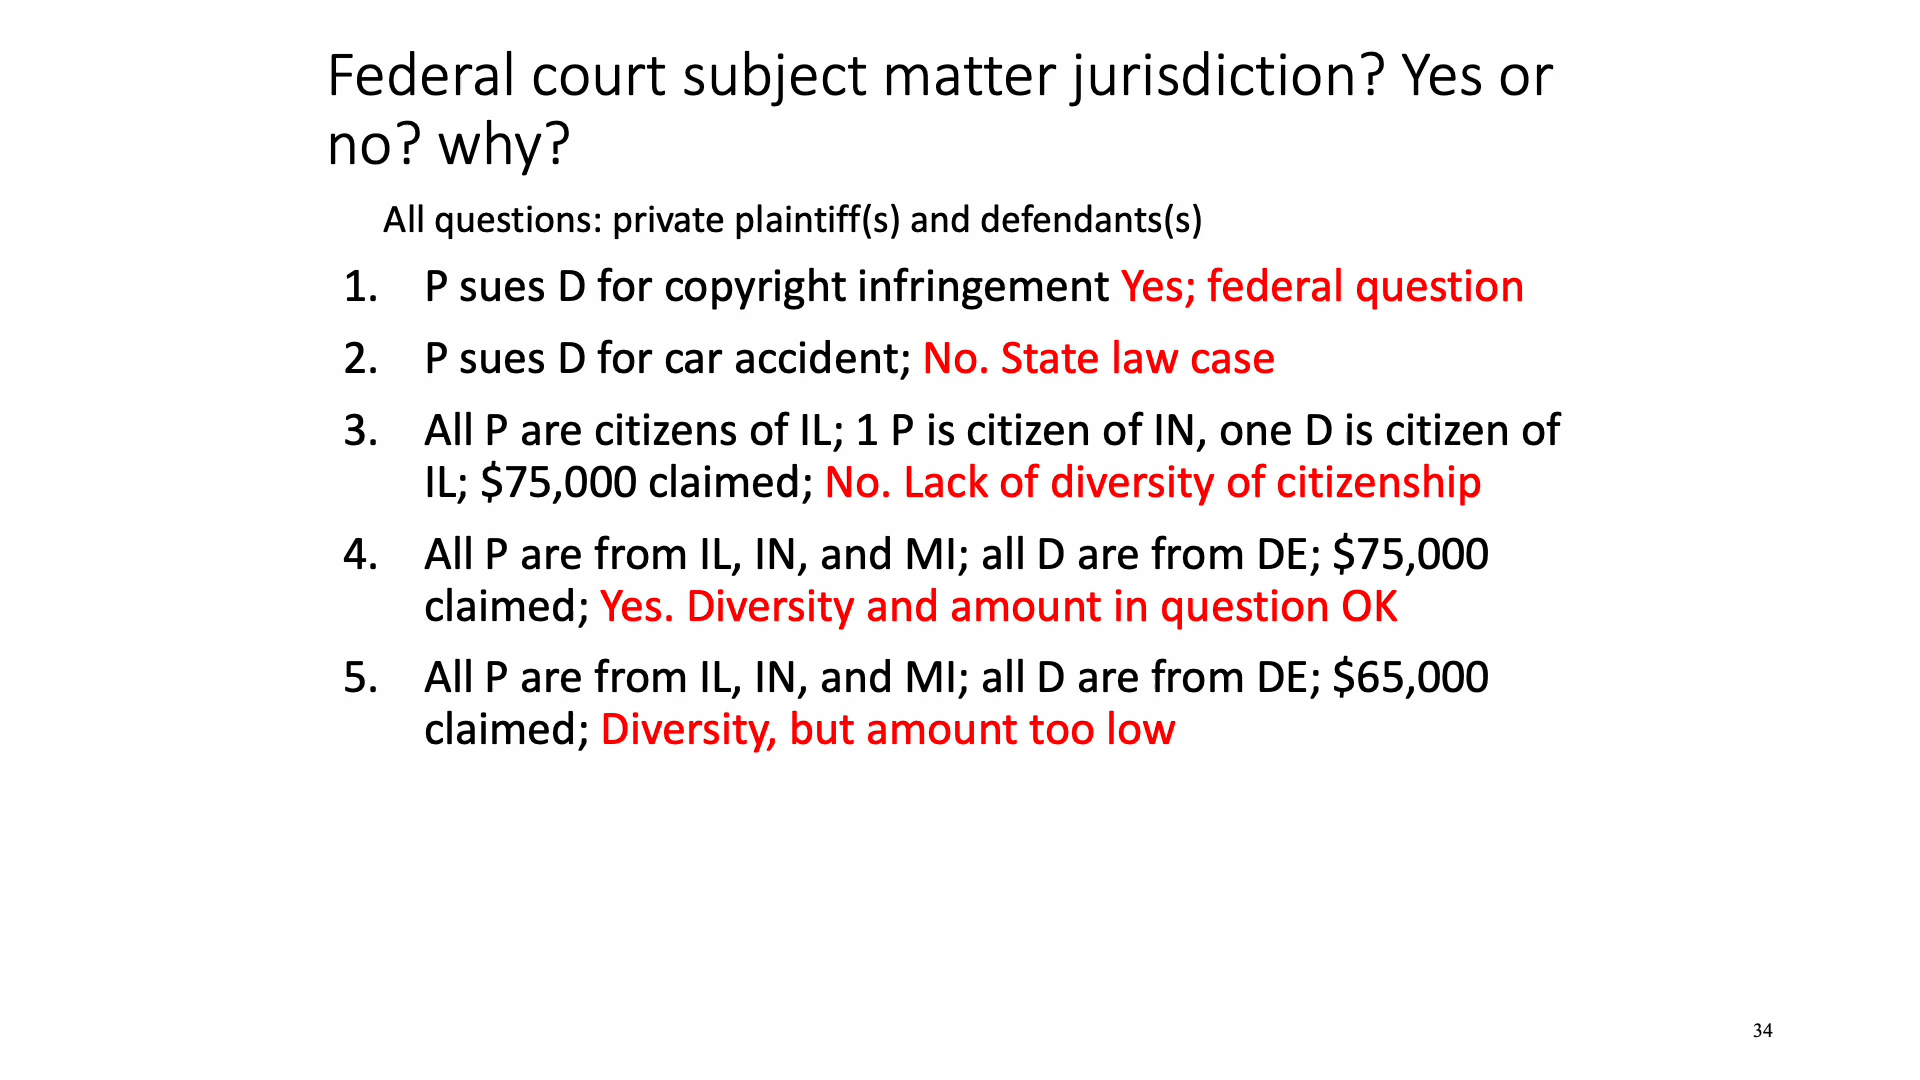 Federal court subject matter jurisdiction? Yes or
no? why?
All questions: private plaintiff(s) and defendants(s)
1. P sues D for copyright infringement Yes; federal question
2. P sues D for car accident; No. State law case
3. All P are citizens of IL; 1 P is citizen of IN, one D is citizen of
IL; $75,000 claimed; No. Lack of diversity of citizenship
4. All P are from IL, IN, and MI; all D are from DE; $75,000
claimed; Yes. Diversity and amount in question OK
5. All P are from IL, IN, and MI; all D are from DE; $65,000
claimed; Diversity, but amount too low
34